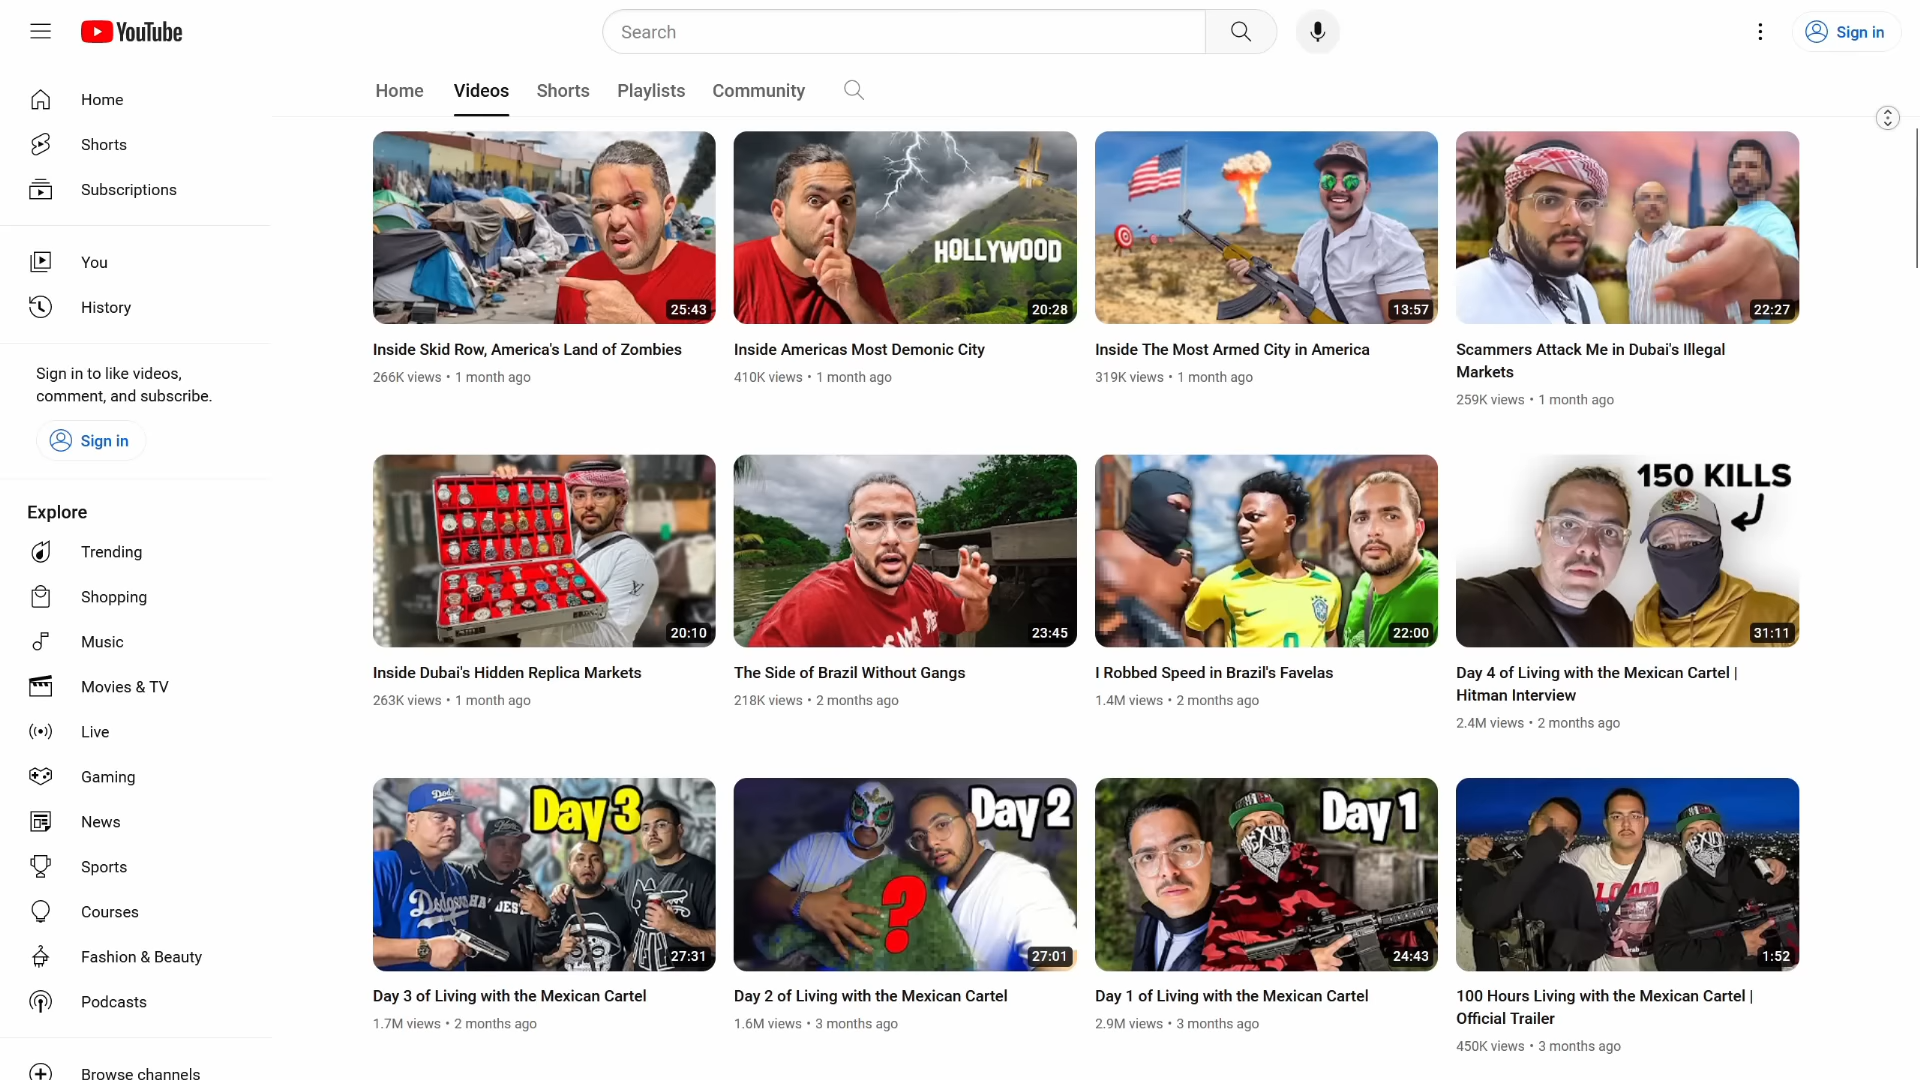 YouTube
Search
Sign in
Home
Shorts
Subscriptions
You
History
Sign in to like videos,
comment, and subscribe.
Sign in
Explore
Trending
Shopping
Music
Movies & TV
Live
Gaming
News
Sports
Courses
Fashion & Beauty
Podcasts
Browse channels
Home
Videos
Shorts
Playlists
Community
25:43
Inside Skid Row, America's Land of Zombies
266K views • 1 month ago
HOLLYWOOD
20:28
Inside Americas Most Demonic City
410K views • 1 month ago
13:57
Inside The Most Armed City in America
319K views • 1 month ago
22:27
Scammers Attack Me in Dubai's Illegal
Markets
259K views • 1 month ago
20:10
Inside Dubai's Hidden Replica Markets
263K views • 1 month ago
23:45
The Side of Brazil Without Gangs
218K views • 2 months ago
22:00
I Robbed Speed in Brazil's Favelas
1.4M views • 2 months ago
150 KILLS
31:11
Day 4 of Living with the Mexican Cartel |
Hitman Interview
2.4M views • 2 months ago
Day 3
Dodgers
27:31
Day 3 of Living with the Mexican Cartel
1.7M views • 2 months ago
Day 2
?
27:01
Day 2 of Living with the Mexican Cartel
1.6M views • 3 months ago
Day 1
24:43
Day 1 of Living with the Mexican Cartel
2.9M views • 3 months ago
1:52
100 Hours Living with the Mexican Cartel |
Official Trailer
450K views • 3 months ago